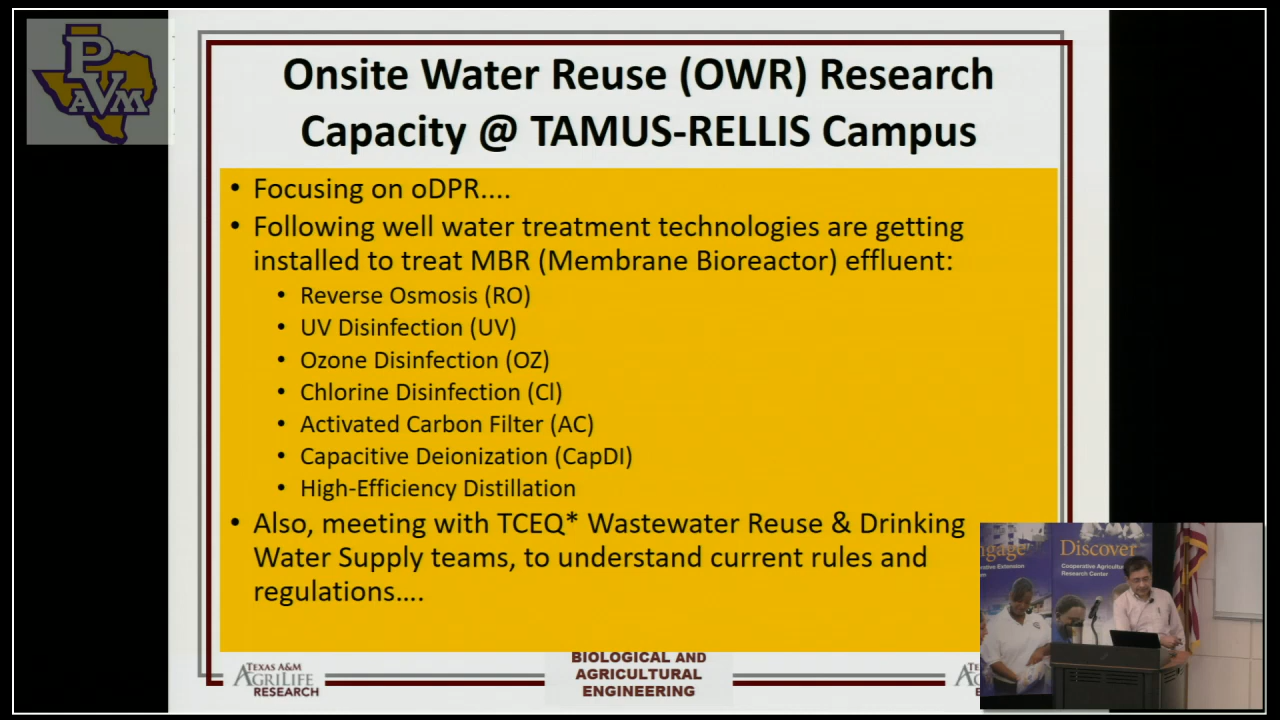 PV
AVM
Onsite Water Reuse (OWR) Research
Capacity @ TAMUS-RELLIS Campus
• Focusing on oDPR....
• Following well water treatment technologies are getting
installed to treat MBR (Membrane Bioreactor) effluent:
• Reverse Osmosis (RO)
• UV Disinfection (UV)
• Ozone Disinfection (OZ)
• Chlorine Disinfection (Cl)
• Activated Carbon Filter (AC)
• Capacitive Deionization (CapDI)
• High-Efficiency Distillation
• Also, meeting with TCEQ* Wastewater Reuse & Drinking
Water Supply teams, to understand current rules and
regulations....
TEXAS A&M
AGRILIFE
RESEARCH
BIOLOGICAL AND
AGRICULTURAL
ENGINEERING
Discover
Cooperative
Research Center